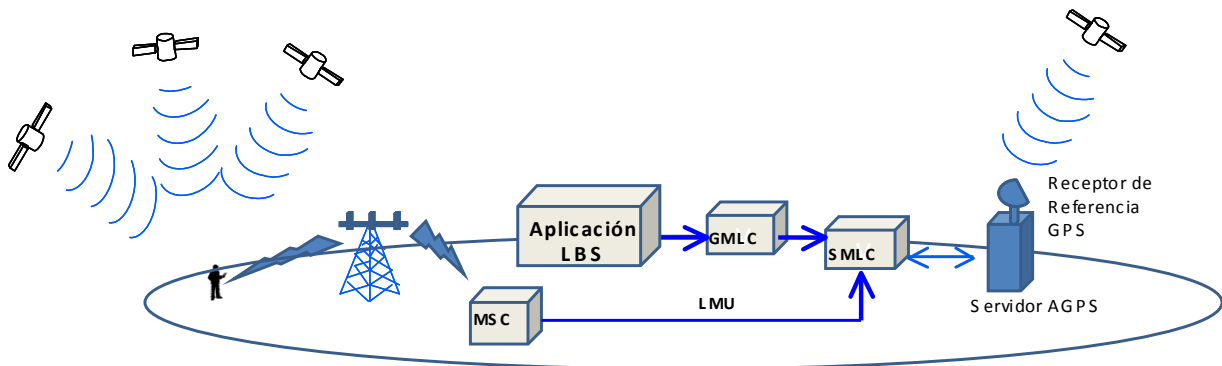 Aplicación
LBS
GMLC
SMLC
MSC
LMU
Receptor de
Referencia
GPS
Servidor AGPS